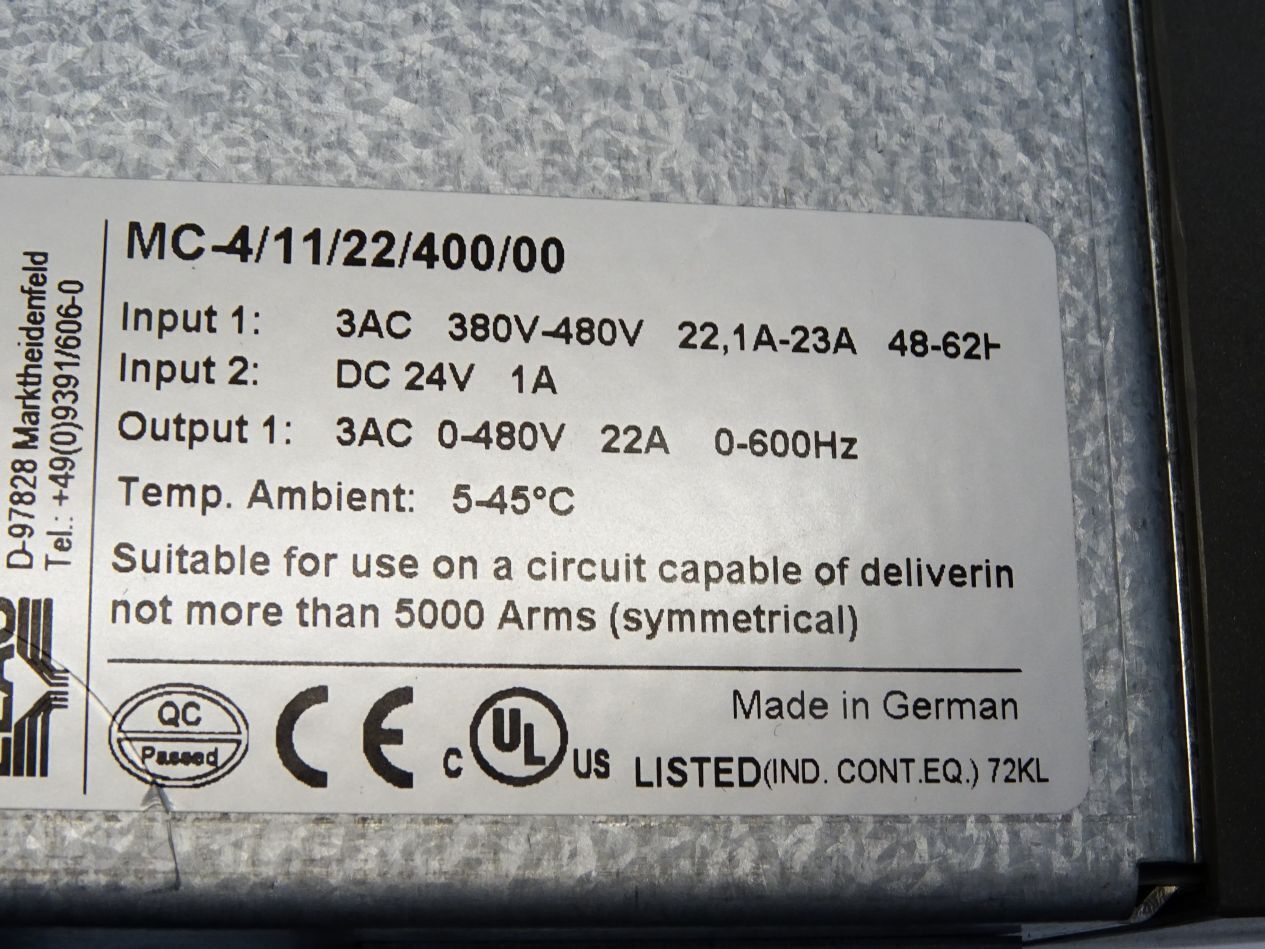 D-97828 Marktheidenfeld
Tel.: +49(0)9391/606-0
MC-4/11/22/400/00
Input 1: 3AC 380V-480V 22,1A-23A 48-62H
Input 2: DC 24V 1A
Output 1: 3AC 0-480V 22A 0-600Hz
Temp. Ambient: 5-45°C
Suitable for use on a circuit capable of deliverin
not more than 5000 Arms (symmetrical)
QC
Passed
CE
C UL US
Made in German
LISTED(IND. CONT.EQ.) 72KL